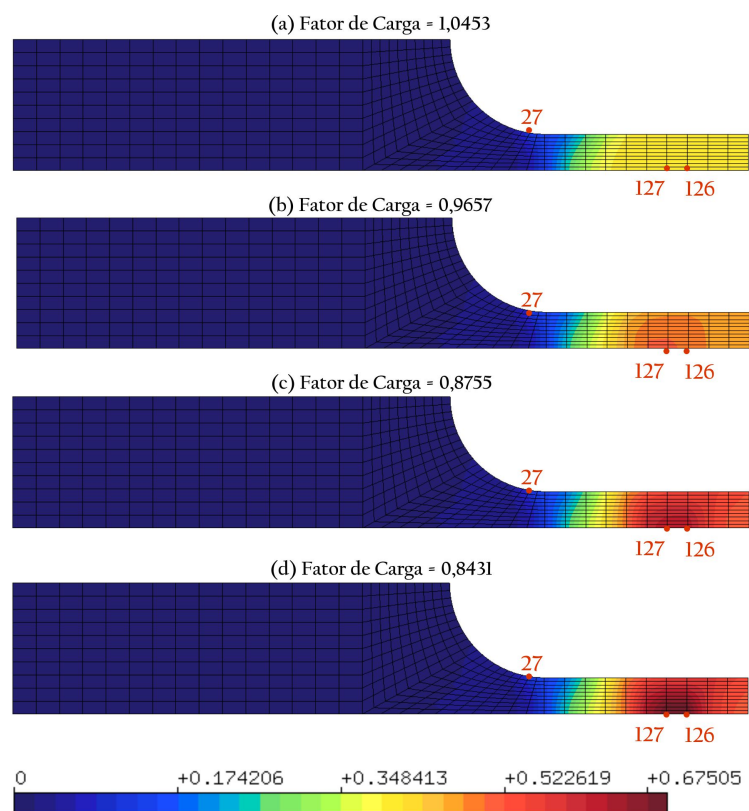 (a) Fator de Carga = 1,0453
27
127 126
(b) Fator de Carga = 0,9657
27
127 126
(c) Fator de Carga = 0,8755
27
127 126
(d) Fator de Carga = 0,8431
27
127 126
0 +0.174206 +0.348413 +0.522619 +0.67505